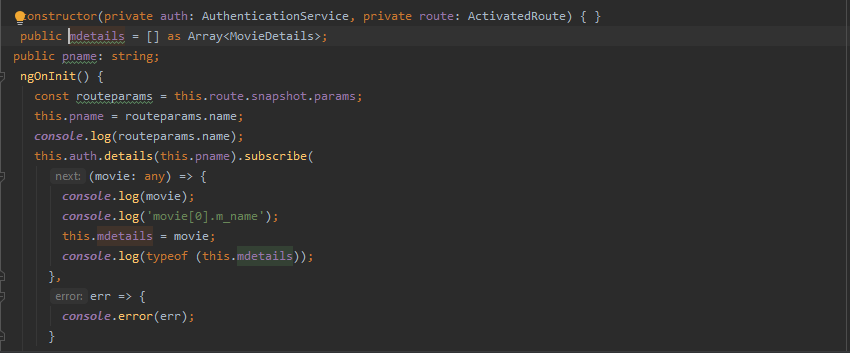 constructor(private auth: AuthenticationService, private route: ActivatedRoute) { }
public mdetails = [] as Array<MovieDetails>;
public pname: string;
ngOnInit() {
const routeparams = this.route.snapshot.params;
this.pname = routeparams.name;
console.log(routeparams.name);
this.auth.details(this.pname).subscribe(
next: (movie: any) => {
console.log(movie);
console.log('movie[0].m_name');
this.mdetails = movie;
console.log(typeof (this.mdetails));
},
error: err => {
console.error(err);
}